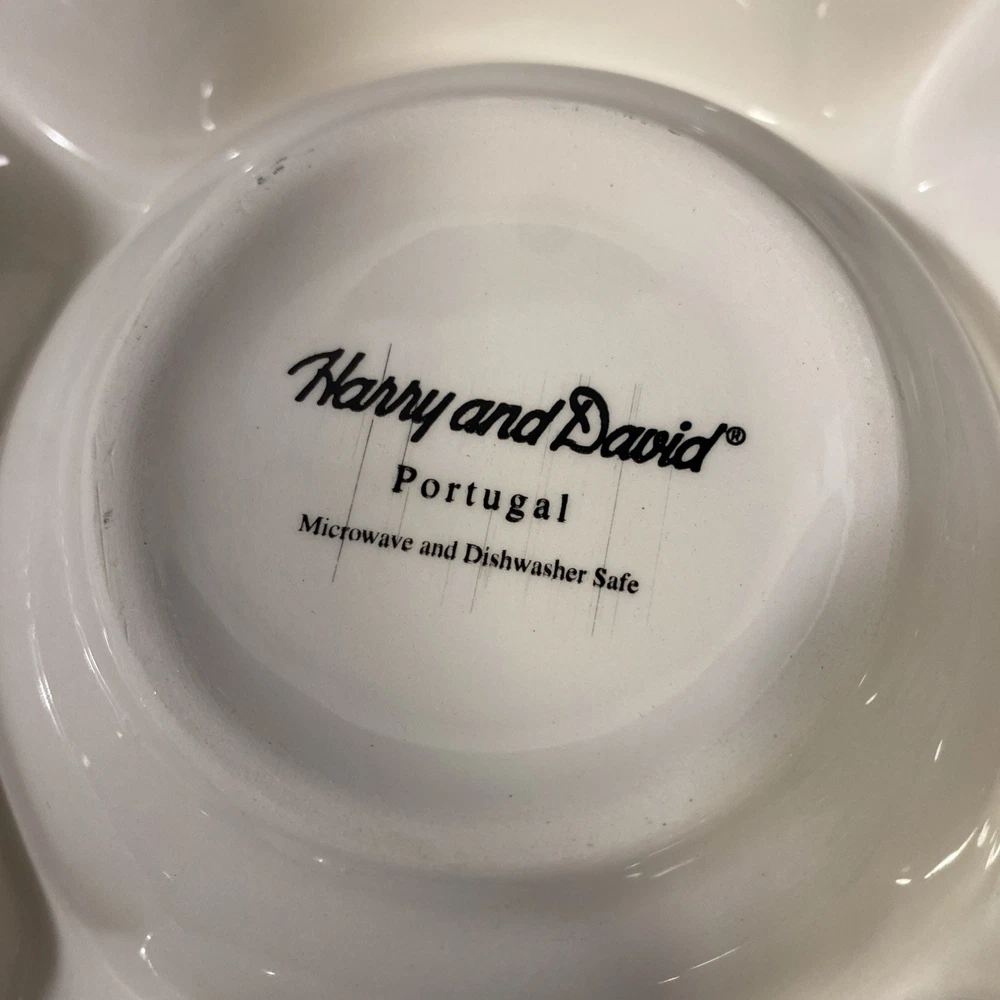 Harry and David®
Portugal
Microwave and Dishwasher Safe